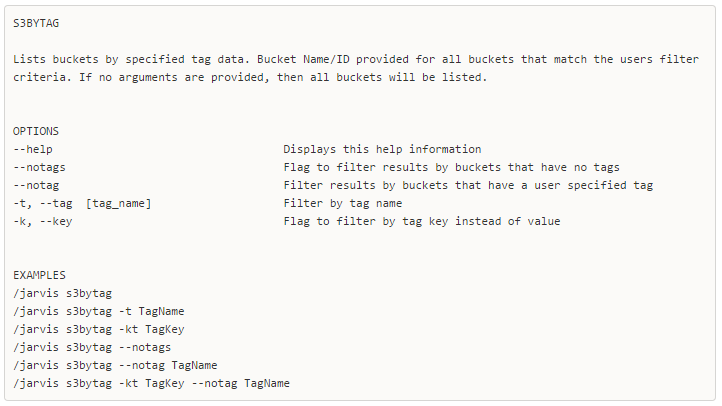 S3BYTAG
Lists buckets by specified tag data. Bucket Name/ID provided for all buckets that match the users filter
criteria. If no arguments are provided, then all buckets will be listed.
OPTIONS
--help Displays this help information
--notags Flag to filter results by buckets that have no tags
--notag Filter results by buckets that have a user specified tag
-t, --tag [tag_name] Filter by tag name
-k, --key Flag to filter by tag key instead of value
EXAMPLES
/jarvis s3bytag
/jarvis s3bytag -t TagName
/jarvis s3bytag -kt TagKey
/jarvis s3bytag --notags
/jarvis s3bytag --notag TagName
/jarvis s3bytag -kt TagKey --notag TagName